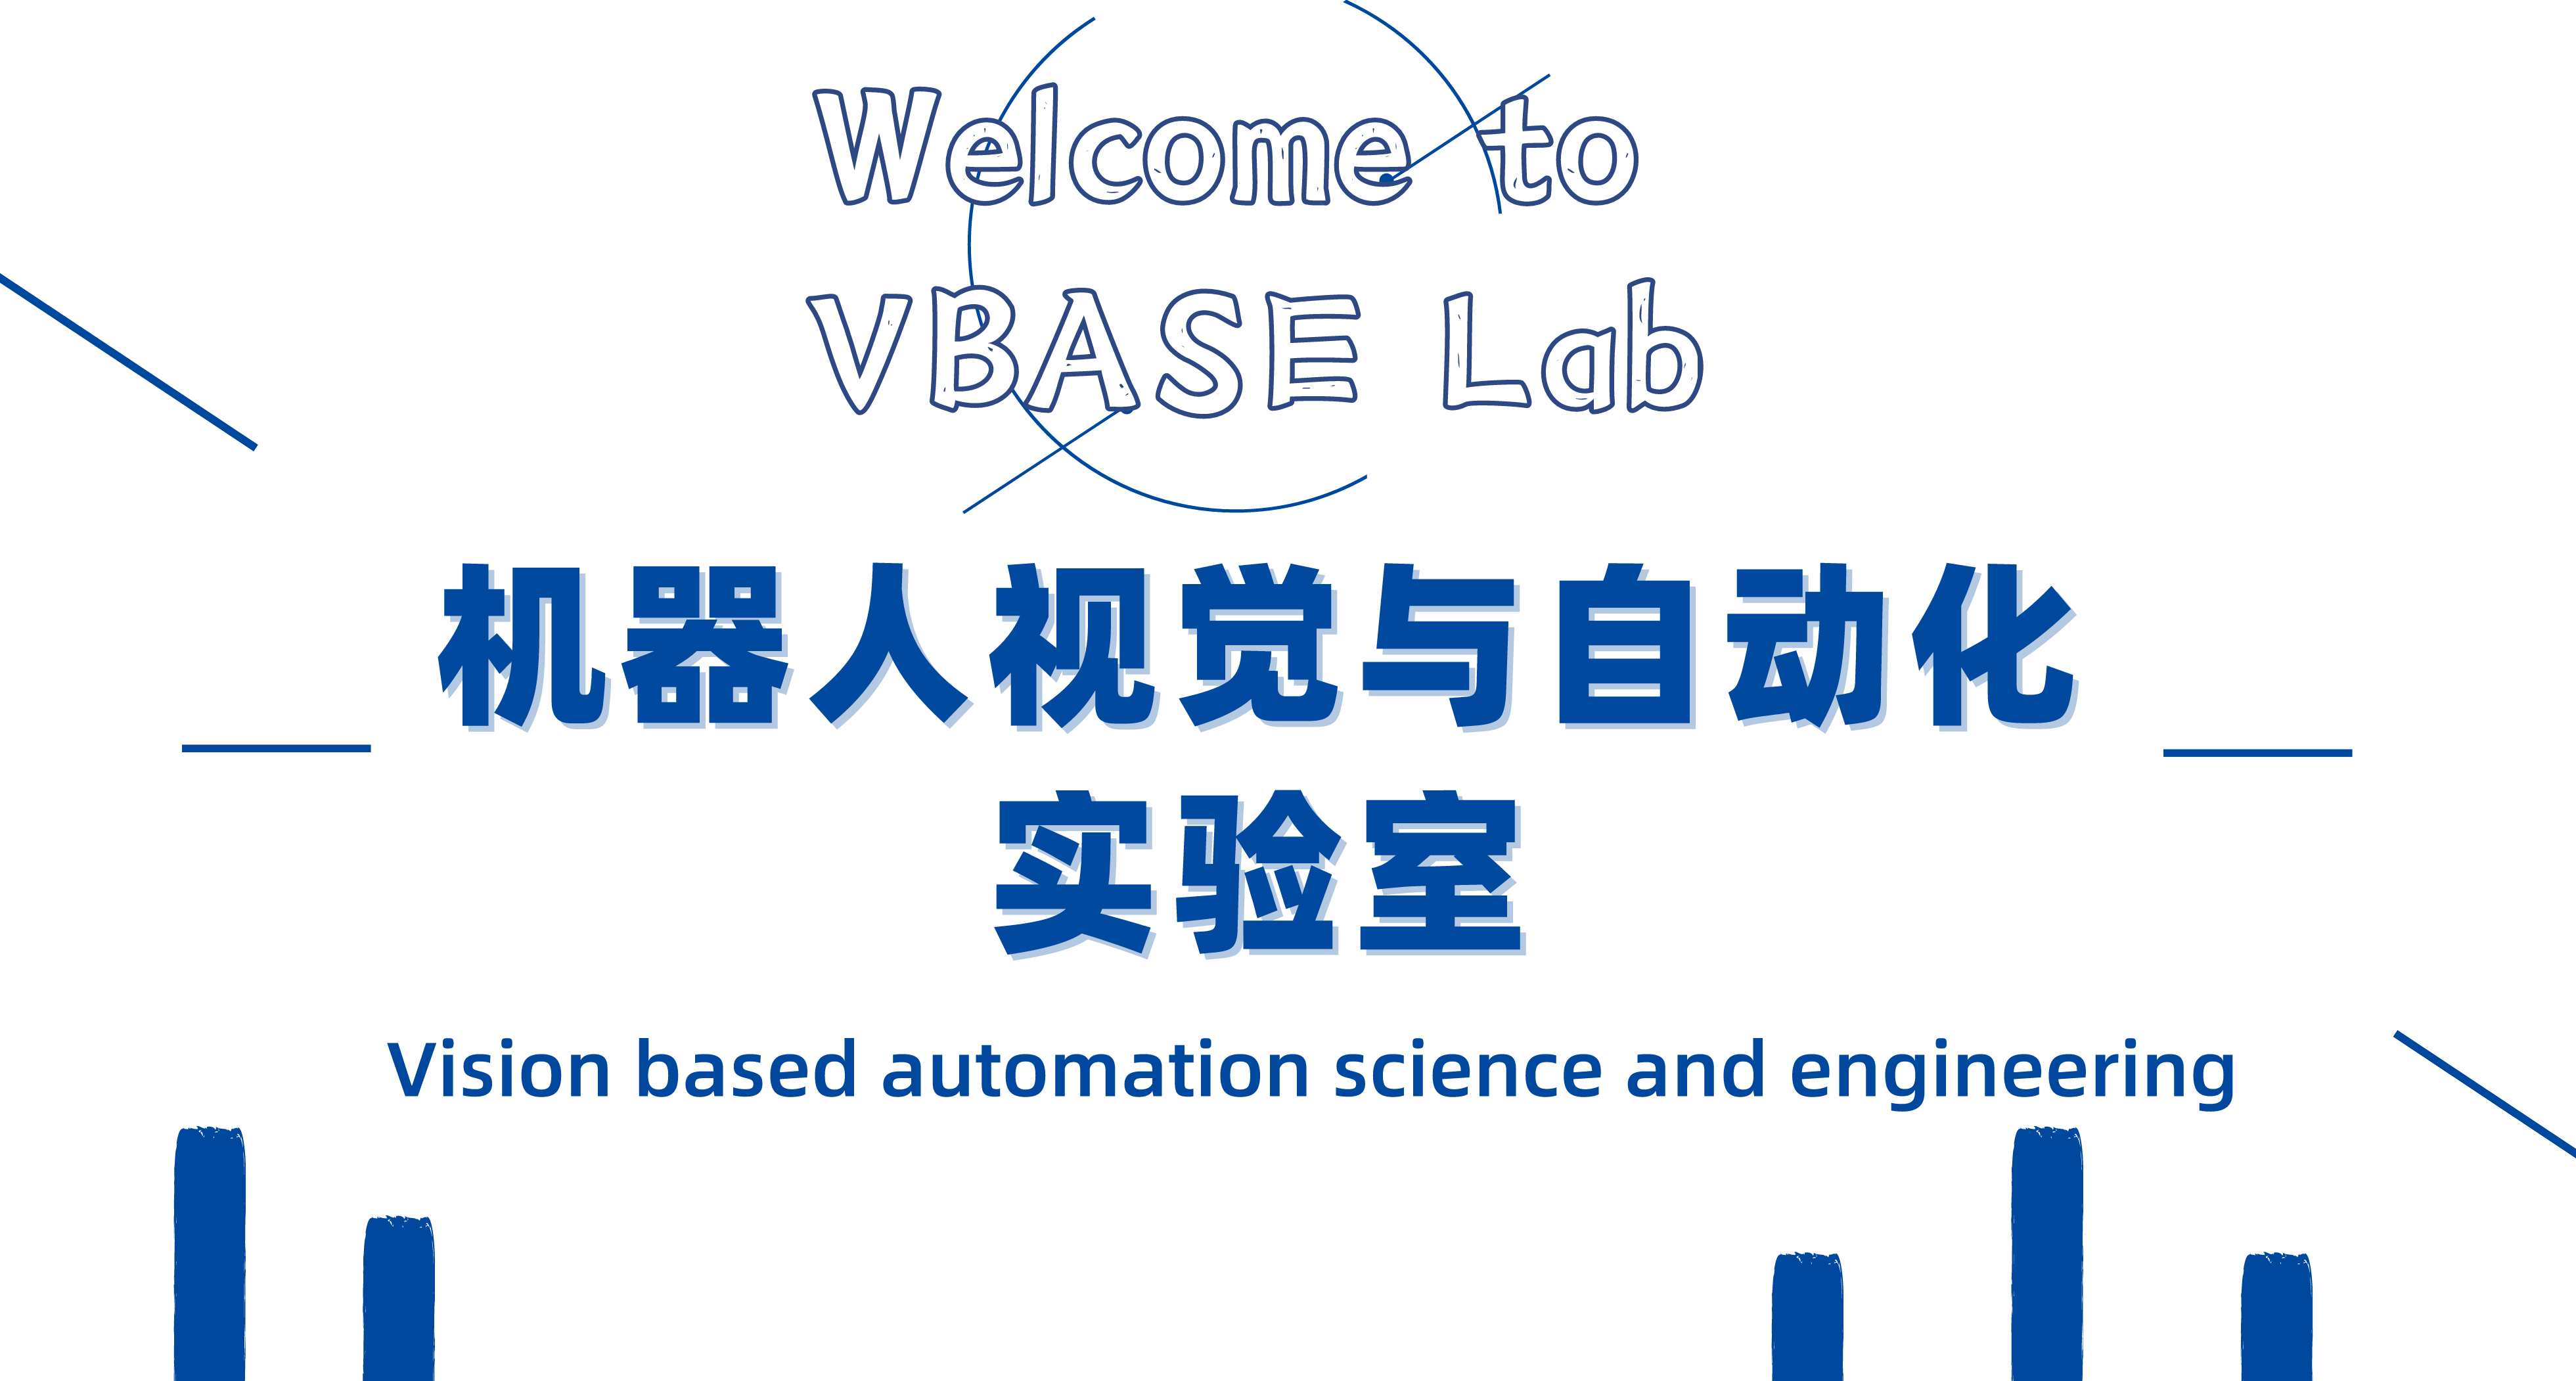 Welcome to
VBASE Lab
机器人视觉与自动化
实验室
Vision based automation science and engineering